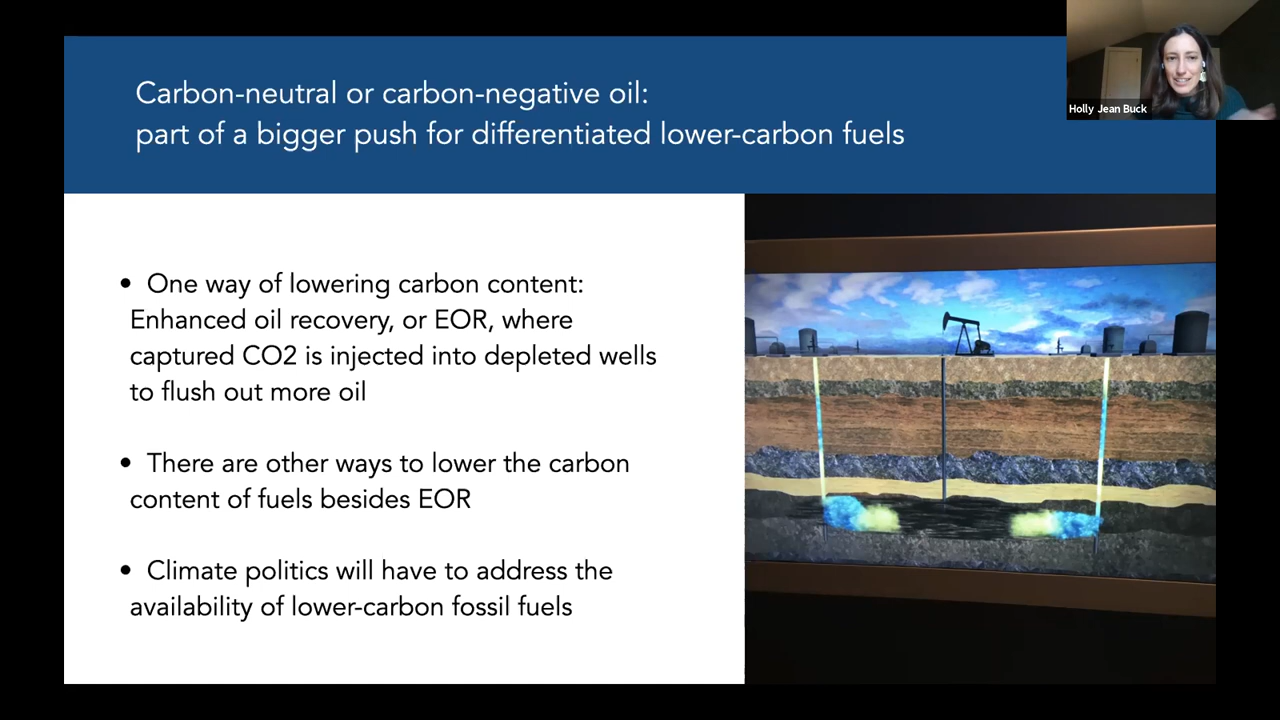 Carbon-neutral or carbon-negative oil:
part of a bigger push for differentiated lower-carbon fuels
Holly Jean Buck
• One way of lowering carbon content:
Enhanced oil recovery, or EOR, where
captured CO2 is injected into depleted wells
to flush out more oil
• There are other ways to lower the carbon
content of fuels besides EOR
• Climate politics will have to address the
availability of lower-carbon fossil fuels